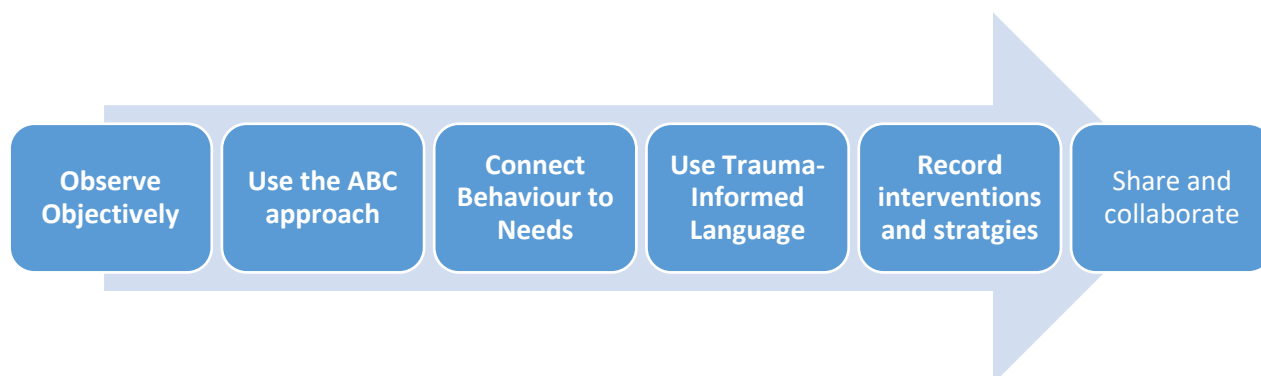 Observe
Objectively
Use the ABC
approach
Connect
Behaviour to
Needs
Use Trauma-
Informed
Language
Record
interventions
and stratgies
Share and
collaborate